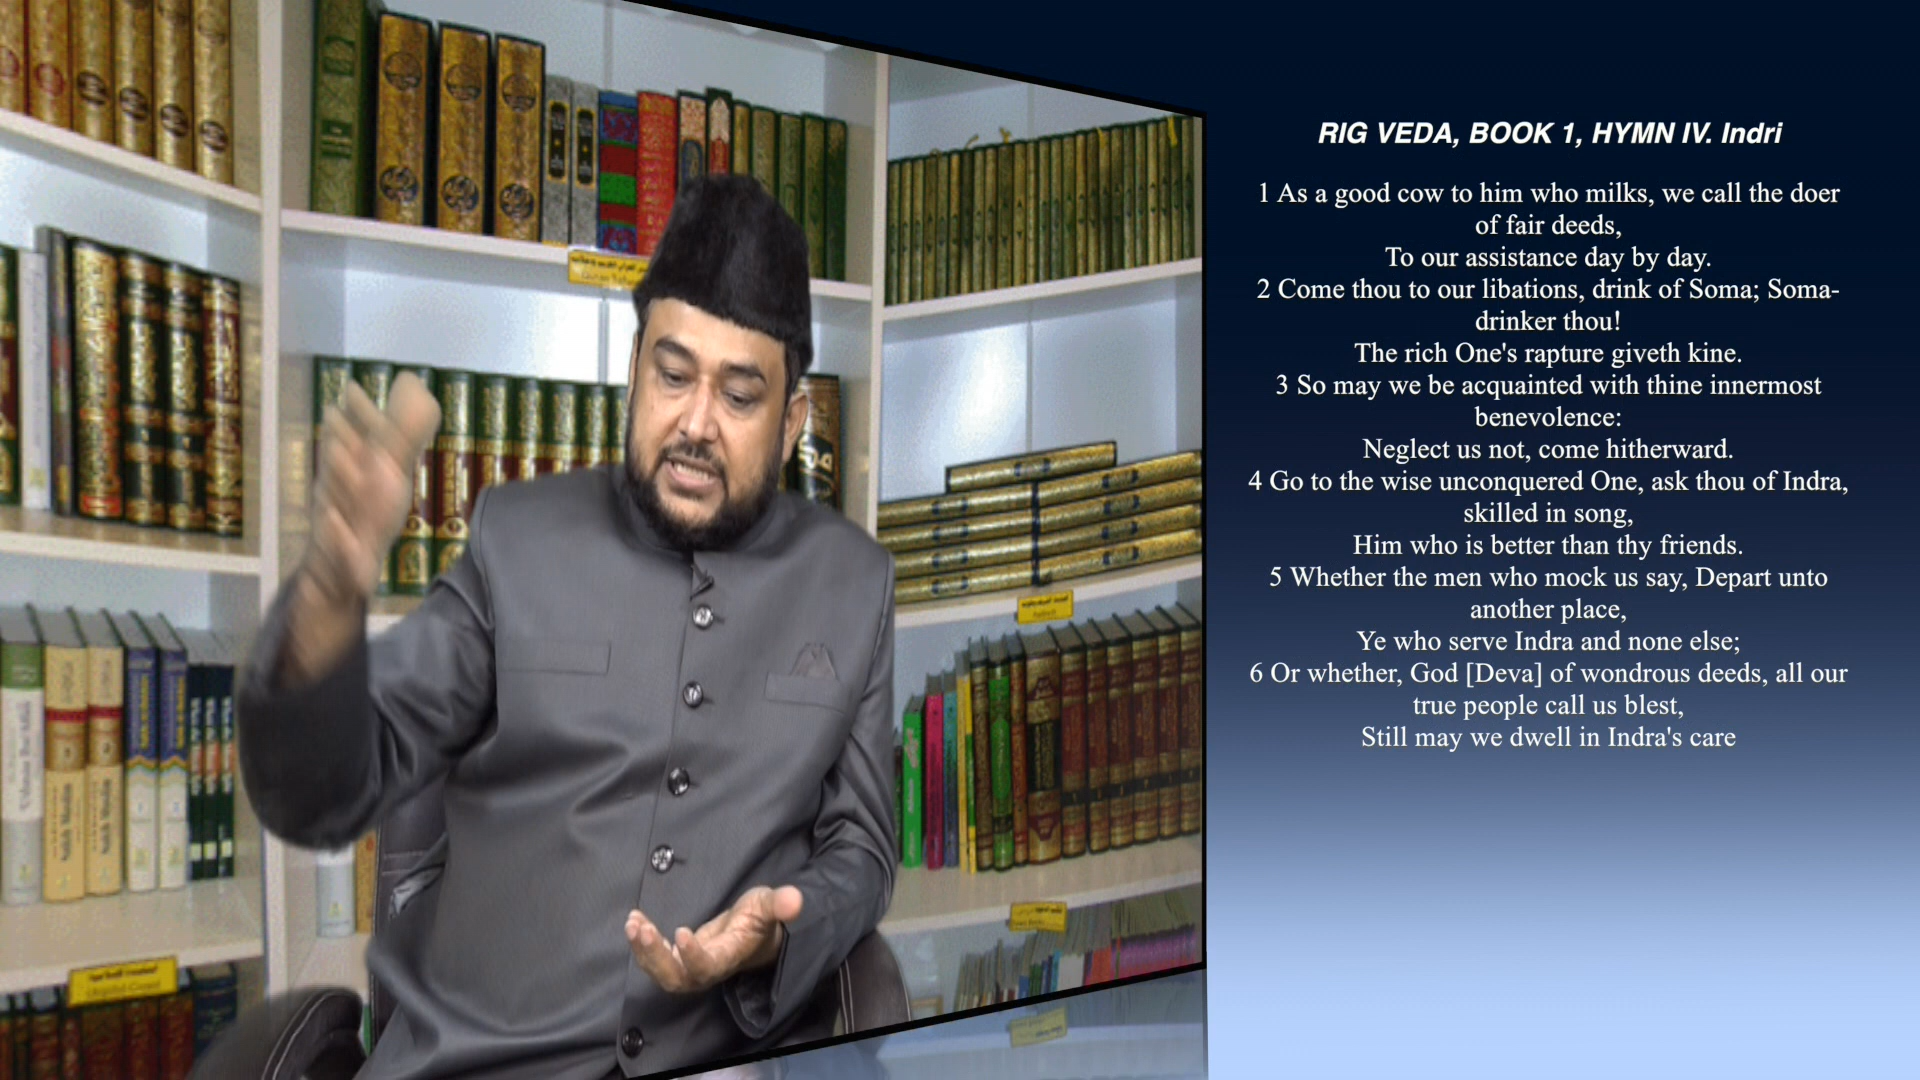 RIG VEDA, BOOK 1, HYMN IV. Indri
1 As a good cow to him who milks, we call the doer
of fair deeds,
To our assistance day by day.
2 Come thou to our libations, drink of Soma; Soma-
drinker thou!
The rich One's rapture giveth kine.
3 So may we be acquainted with thine innermost
benevolence:
Neglect us not, come hitherward.
4 Go to the wise unconquered One, ask thou of Indra,
skilled in song,
Him who is better than thy friends.
5 Whether the men who mock us say, Depart unto
another place,
Ye who serve Indra and none else;
6 Or whether, God [Deva] of wondrous deeds, all our
true people call us blest,
Still may we dwell in Indra's care